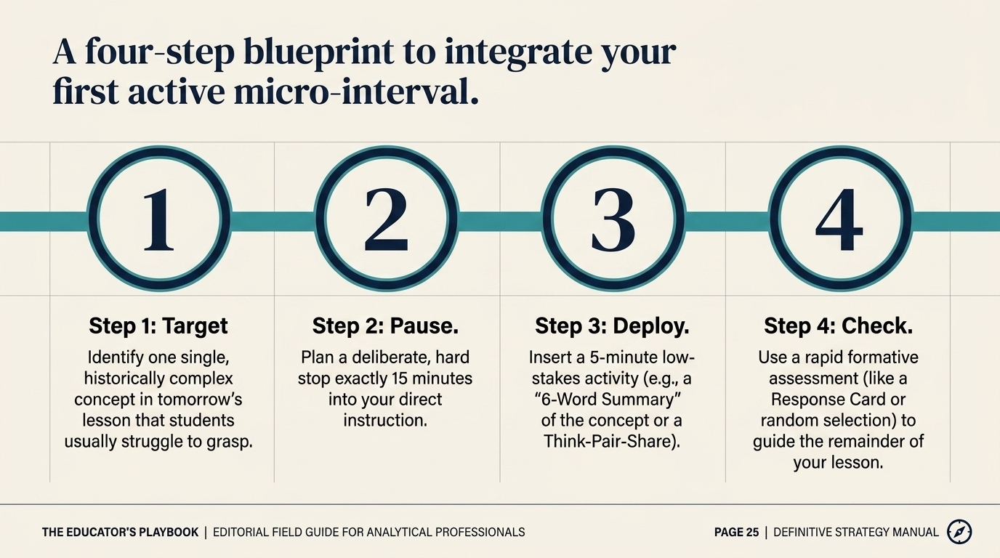 A four-step blueprint to integrate your
first active micro-interval.
1
2
3
4
Step 1: Target
Identify one single,
historically complex
concept in tomorrow's
lesson that students
usually struggle to grasp.
Step 2: Pause.
Plan a deliberate, hard
stop exactly 15 minutes
into your direct
instruction.
Step 3: Deploy.
Insert a 5-minute low-
stakes activity (e.g., a
“6-Word Summary”
of the concept or a
Think-Pair-Share).
Step 4: Check.
Use a rapid formative
assessment (like a
Response Card or
random selection) to
guide the remainder of
your lesson.
THE EDUCATOR'S PLAYBOOK | EDITORIAL FIELD GUIDE FOR ANALYTICAL PROFESSIONALS
PAGE 25 | DEFINITIVE STRATEGY MANUAL